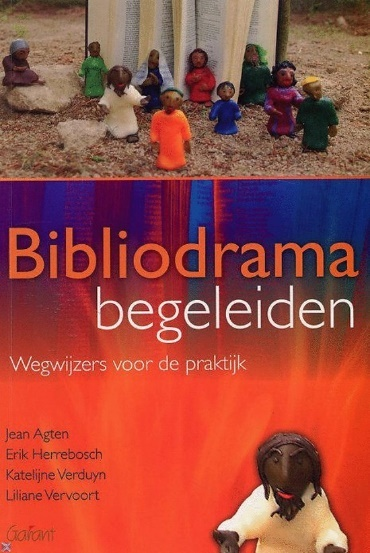 Bibliodrama
begeleiden
Wegwijzers voor de praktijk
Jean Agten
Erik Herrebosch
Katelijne Verduyn
Liliane Vervoort
Garant